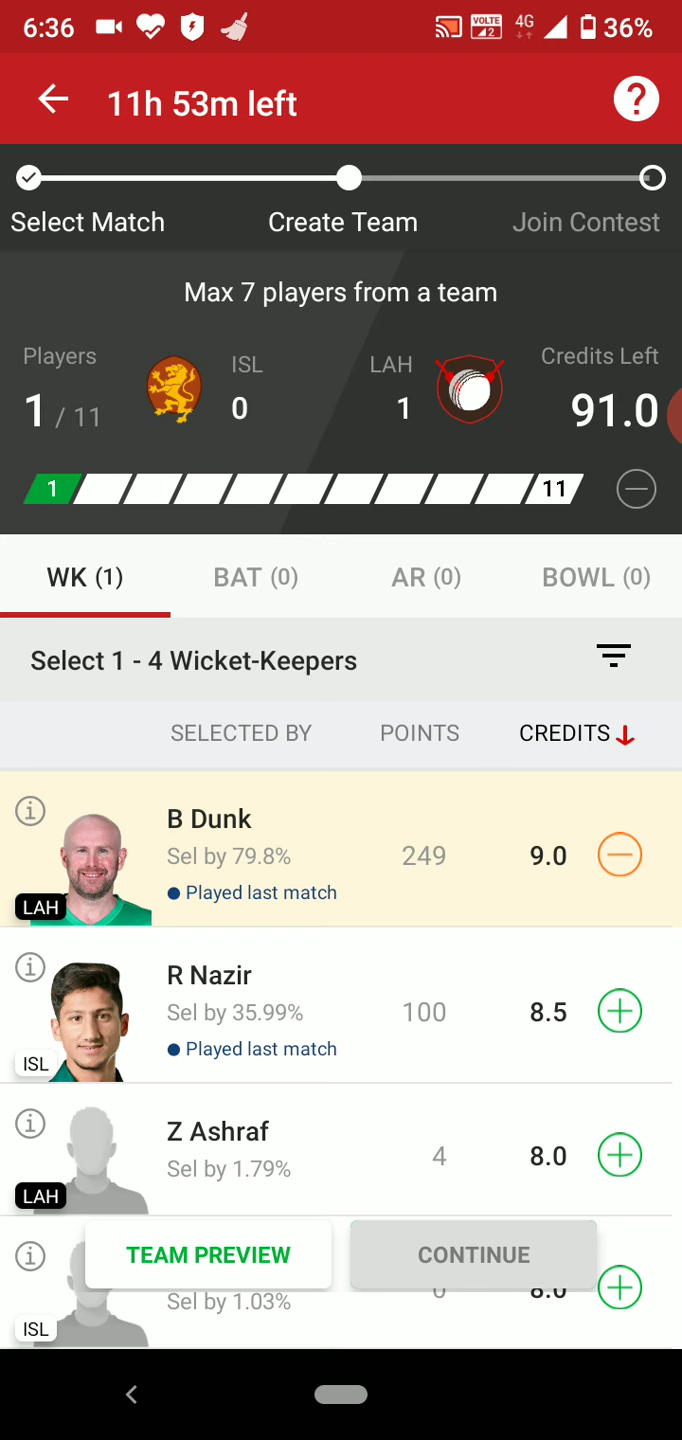 6:36 VOLTE 2 4G 36%
11h 53m left ?
Select Match Create Team Join Contest
Max 7 players from a team
Players ISL LAH Credits Left
1 / 11 0 1 91.0
1 11
WK (1) BAT (0) AR (0) BOWL (0)
Select 1 - 4 Wicket-Keepers
SELECTED BY POINTS CREDITS
B Dunk
Sel by 79.8% 249 9.0
Played last match
LAH
R Nazir
Sel by 35.99% 100 8.5
Played last match
ISL
Z Ashraf
Sel by 1.79% 4 8.0
LAH
TEAM PREVIEW CONTINUE
Sel by 1.03% 0 8.0
ISL